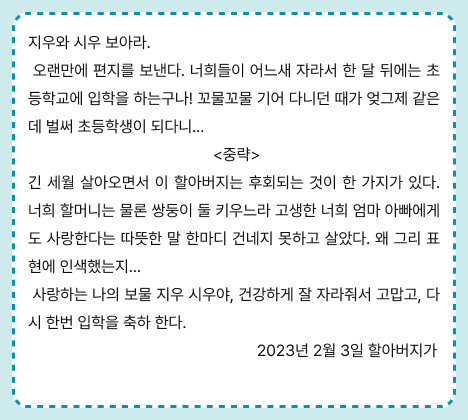 지우와 시우 보아라.
오랜만에 편지를 보낸다. 너희들이 어느새 자라서 한 달 뒤에는 초
등학교에 입학을 하는구나! 꼬물꼬물 기어 다니던 때가 엊그제 같은
데 벌써 초등학생이 되다니...
<중략>
긴 세월 살아오면서 이 할아버지는 후회되는 것이 한 가지가 있다.
너희 할머니는 물론 쌍둥이 둘 키우느라 고생한 너희 엄마 아빠에게
도 사랑한다는 따뜻한 말 한마디 건네지 못하고 살았다. 왜 그리 표
현에 인색했는지...
사랑하는 나의 보물 지우 시우야, 건강하게 잘 자라줘서 고맙고, 다
시 한번 입학을 축하 한다.
2023년 2월 3일 할아버지가